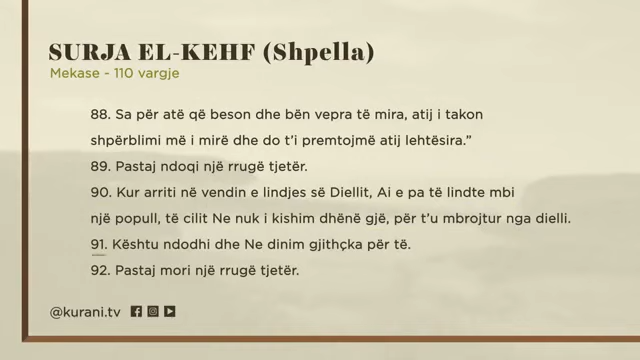 SURJA EL-KEHF (Shpella)
Mekase - 110 vargje
88. Sa për atë që beson dhe bën vepra të mira, atij i takon
shpërblimi më i mirë dhe do t'i premtojmë atij lehtësira.”
89. Pastaj ndoqi një rrugë tjetër.
90. Kur arriti në vendin e lindjes së Diellit, Ai e pa të lindte mbi
një popull, të cilit Ne nuk i kishim dhënë gjë, për t'u mbrojtur nga dielli.
91. Kështu ndodhi dhe Ne dinim gjithçka për të.
92. Pastaj mori një rrugë tjetër.
@kurani.tv